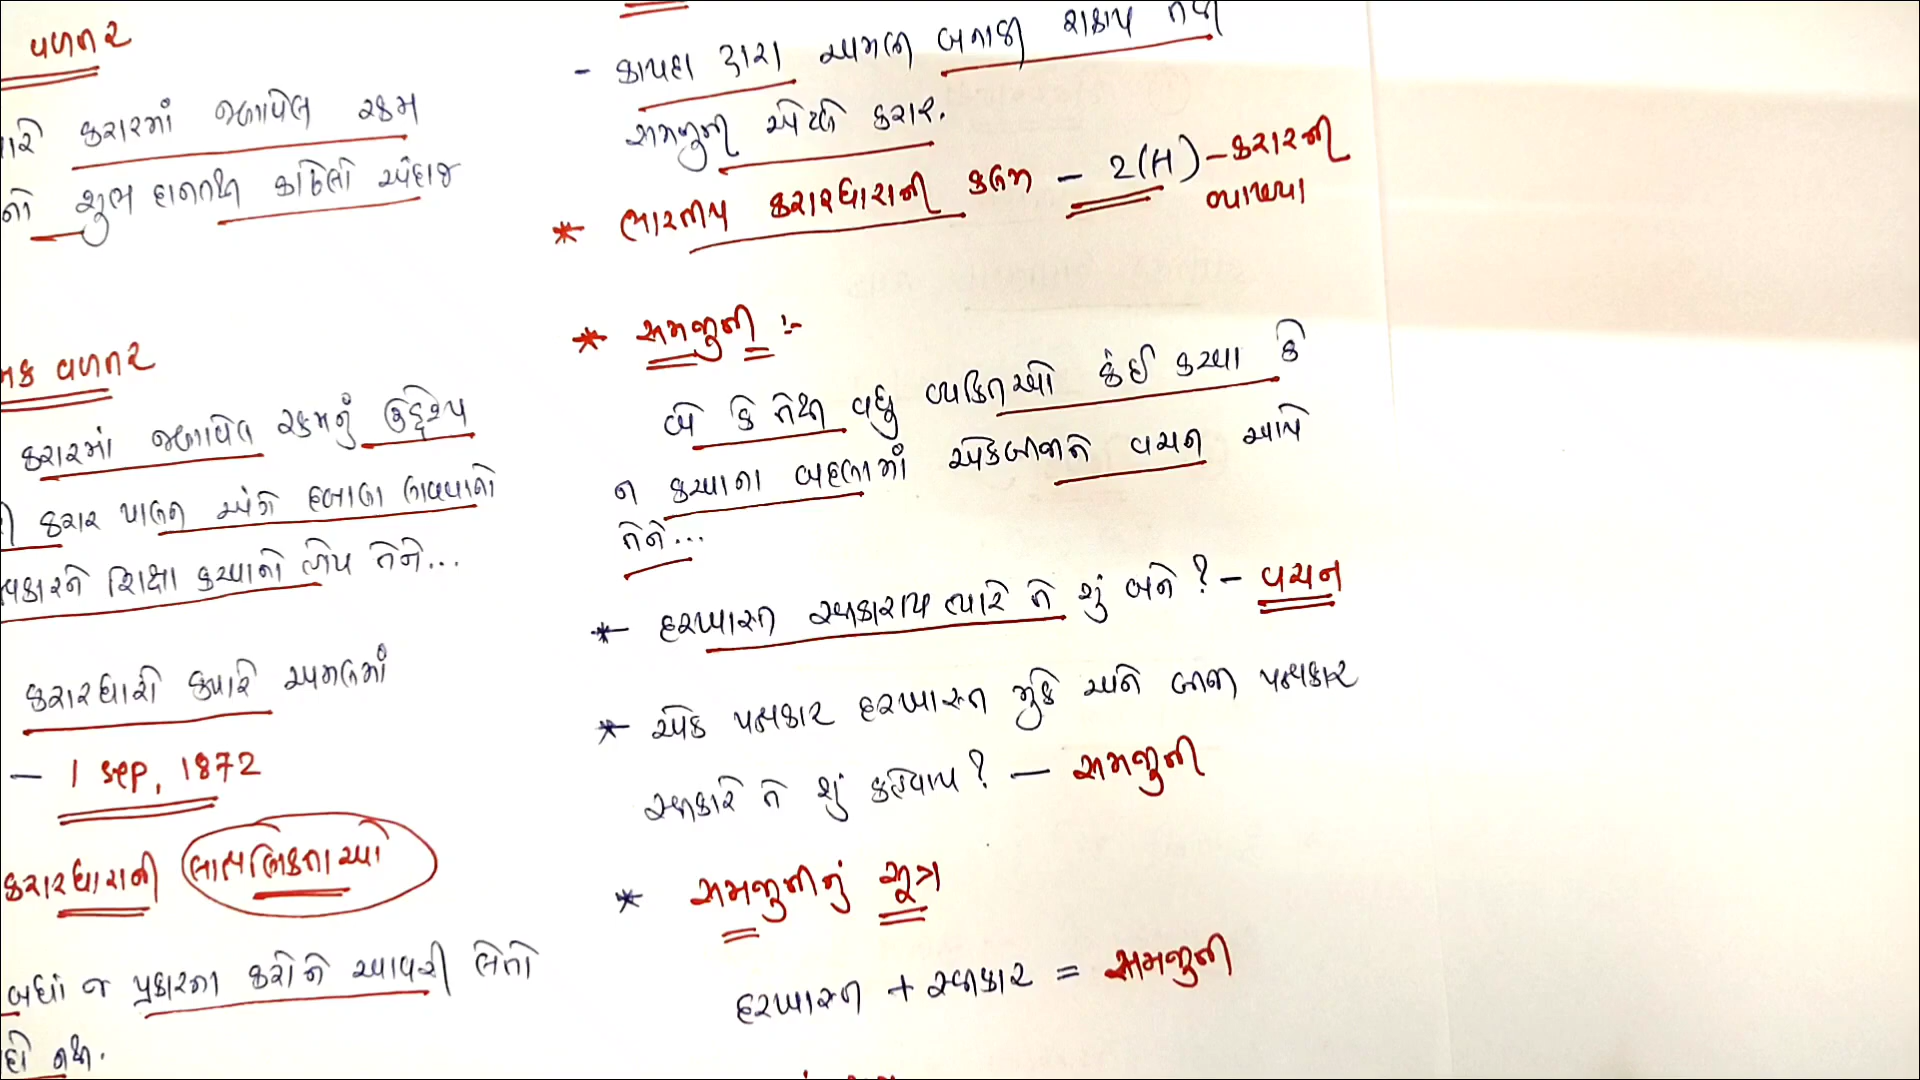 વળતર
કરારમાં જણાવેલ રકમ
શુભ દાનતથી કાઢેલો અંદાજ
વળતર
કરારમાં જણાવેલ રકમનું ઉદ્દેશ્ય
કરાર પાલન અંગે દબાણ લાવવાનો
શિક્ષા કરવાનો હોય તેને...
કરારધારો ક્યારે અમલમાં
– 1 sep, 1872
કરારધારાની લાક્ષણિકતાઓ
બધાં જ પ્રકારના કરારોને આવરી લેતો
નથી.
- કાયદા દ્વારા અમલી બનાવી શકાય તેવી
સમજુતી એટલે કરાર.
* ભારતીય કરારધારાની કલમ – 2(H) – કરારની
વ્યાખ્યા
* સમજુતી :-
બે કે તેથી વધુ વ્યક્તિઓ કંઈ કરવા કે
ન કરવાના બદલામાં એકબીજાને વચન આપે
તેને...
* દરખાસ્ત સ્વીકારાય ત્યારે તે શું બને? – વચન
* એક પક્ષકાર દરખાસ્ત મુકે અને બીજા પક્ષકાર
સ્વીકારે તે શું કહેવાય? – સમજુતી
* સમજુતીનું સૂત્ર
દરખાસ્ત + સ્વીકાર = સમજુતી